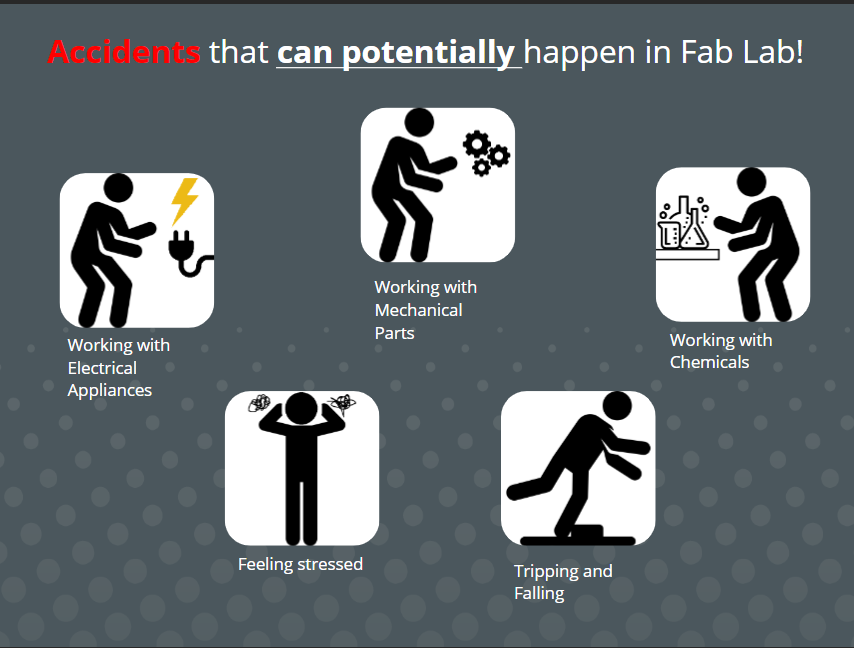 Accidents that can potentially happen in Fab Lab!
Working with
Mechanical
Parts
Working with
Electrical
Appliances
Working with
Chemicals
Feeling stressed
Tripping and
Falling